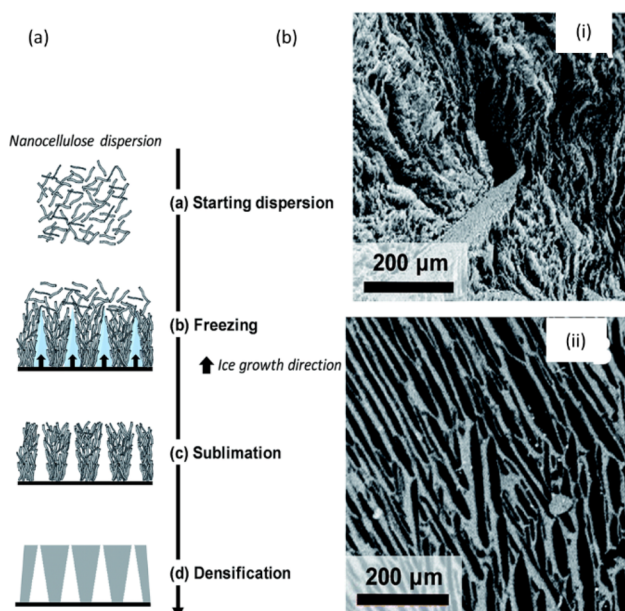 (a)
(b)
(i)
Nanocellulose dispersion
(a) Starting dispersion
200 µm
(b) Freezing
Ice growth direction
(ii)
(c) Sublimation
(d) Densification
200 µm